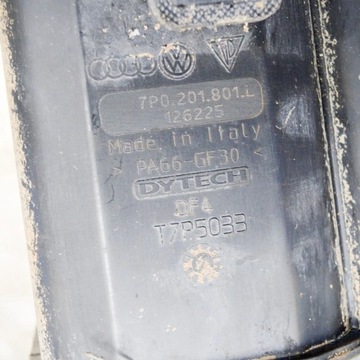 7P0.201.801.L
126225
Made in Italy
> PA66-GF30 <
DYTECH
DF4
T7P5033